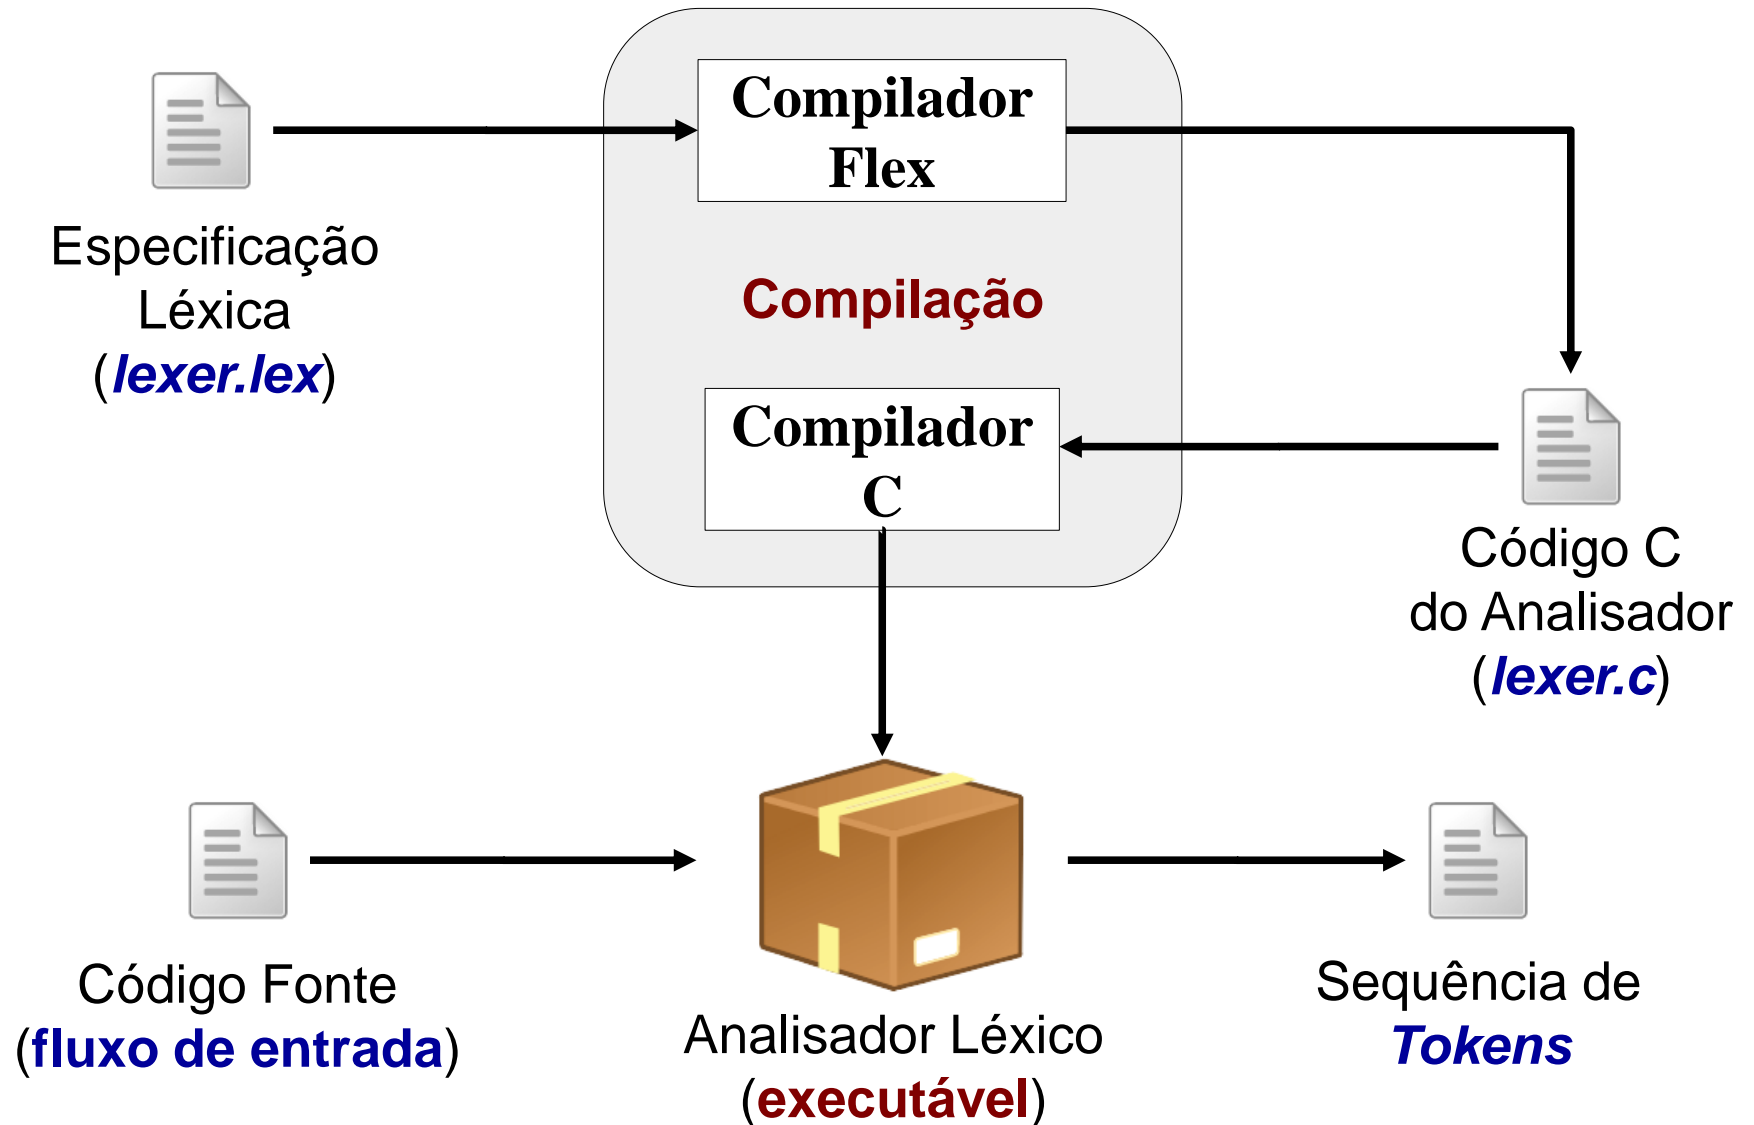 Compilador
Flex
Especificação
Léxica
(lexer.lex)
Compilação
Compilador
C
Código C
do Analisador
(lexer.c)
Código Fonte
(fluxo de entrada)
Analisador Léxico
(executável)
Sequência de
Tokens